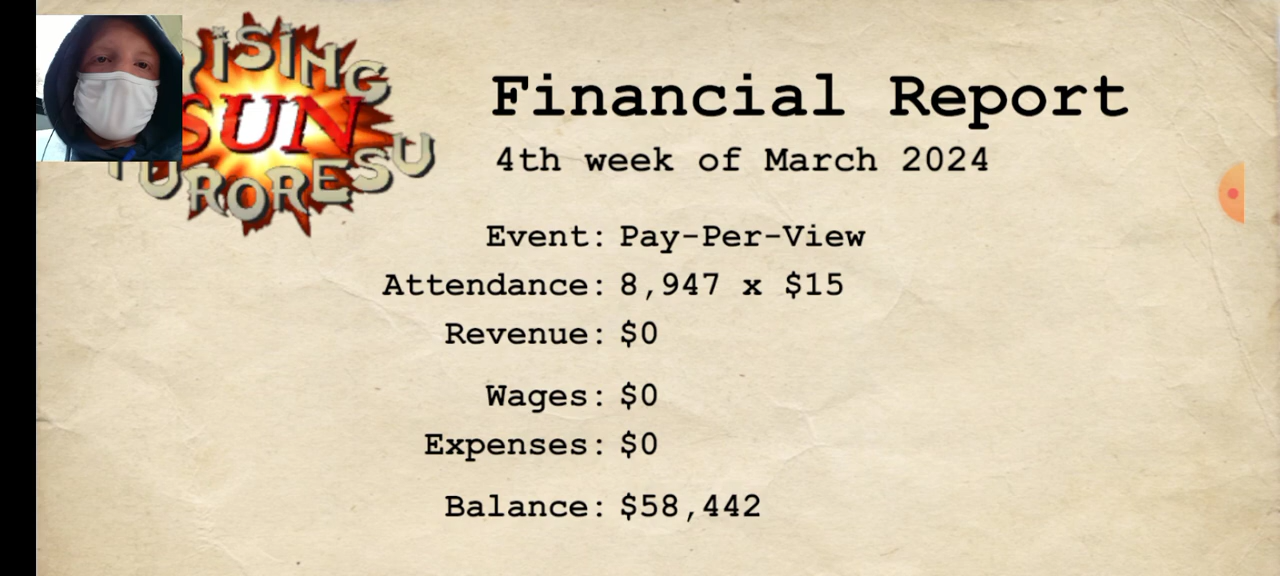 RISING
SUN
PURORESU
Financial Report
4th week of March 2024
Event: Pay-Per-View
Attendance: 8,947 x $15
Revenue: $0
Wages: $0
Expenses: $0
Balance: $58,442